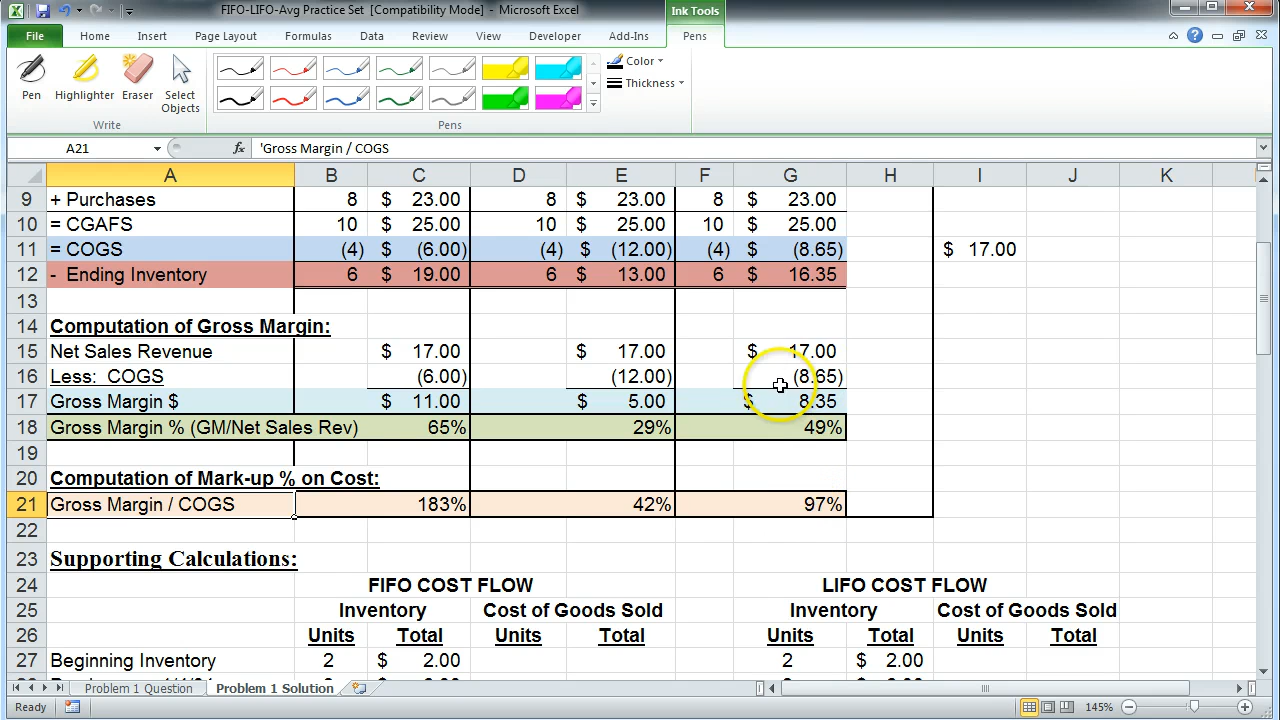 FIFO-LIFO-Avg Practice Set [Compatibility Mode] - Microsoft Excel
Ink Tools
File Home Insert Page Layout Formulas Data Review View Developer Add-Ins Pens
Pen Highlighter Eraser Select Objects
Color
Thickness
Write Pens
A21 fx 'Gross Margin / COGS
A B C D E F G H I J K
9 + Purchases 8 $ 23.00 8 $ 23.00 8 $ 23.00
10 = CGAFS 10 $ 25.00 10 $ 25.00 10 $ 25.00
11 = COGS (4) $ (6.00) (4) $ (12.00) (4) $ (8.65) $ 17.00
12 - Ending Inventory 6 $ 19.00 6 $ 13.00 6 $ 16.35
13
14 Computation of Gross Margin:
15 Net Sales Revenue $ 17.00 $ 17.00 $ 17.00
16 Less: COGS (6.00) (12.00) (8.65)
17 Gross Margin $ $ 11.00 $ 5.00 $ 8.35
18 Gross Margin % (GM/Net Sales Rev) 65% 29% 49%
19
20 Computation of Mark-up % on Cost:
21 Gross Margin / COGS 183% 42% 97%
22
23 Supporting Calculations:
24 FIFO COST FLOW LIFO COST FLOW
25 Inventory Cost of Goods Sold Inventory Cost of Goods Sold
26 Units Total Units Total Units Total Units Total
27 Beginning Inventory 2 $ 2.00 2 $ 2.00
Problem 1 Question Problem 1 Solution
Ready 145%